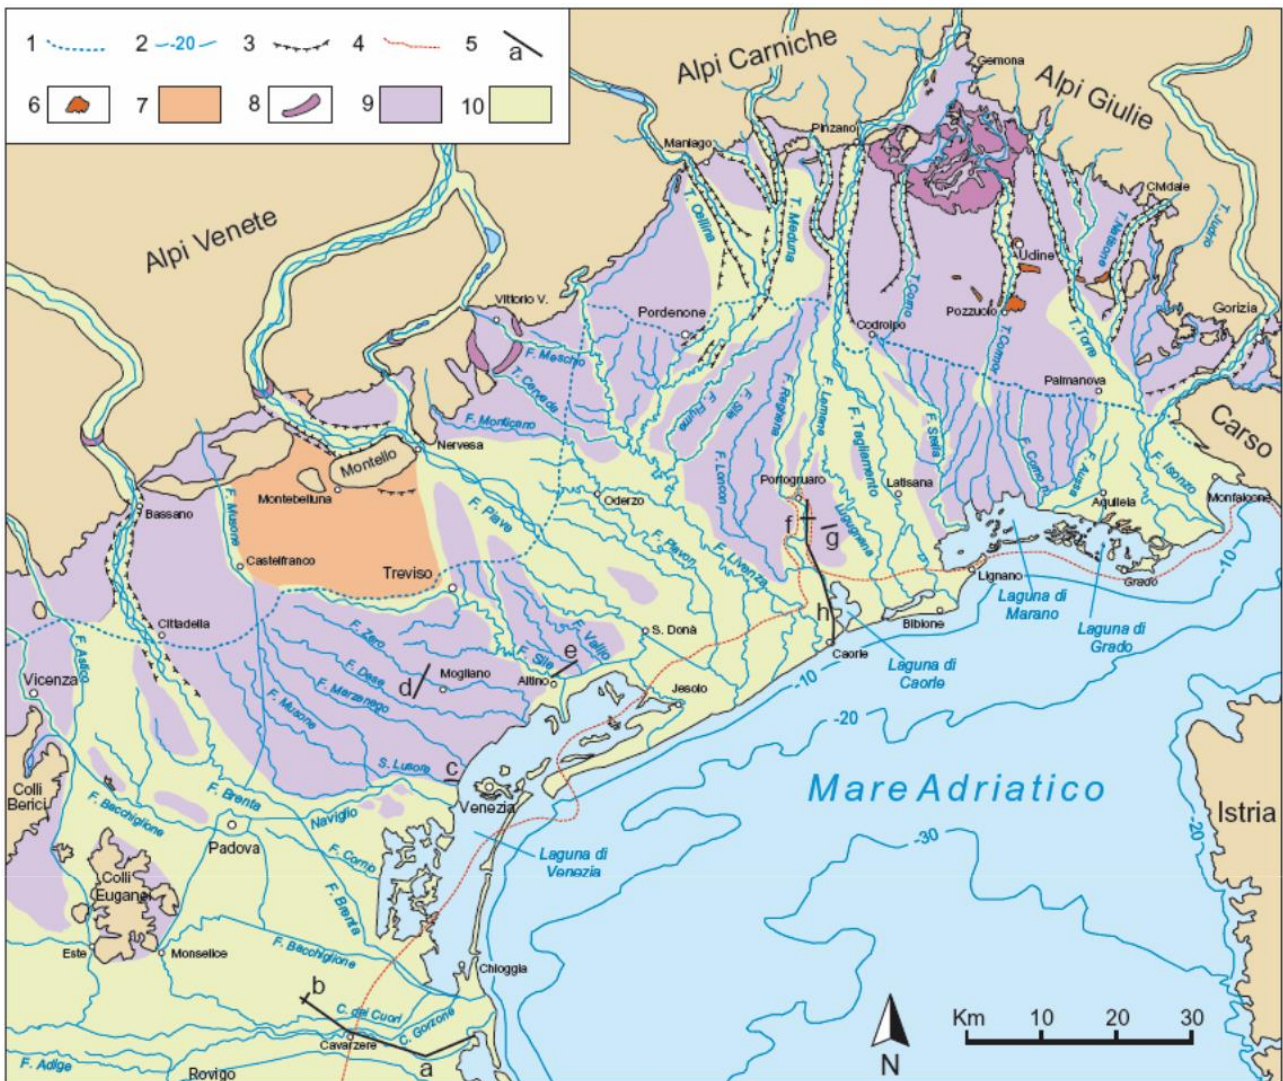 1
2
-20
3
4
5
a
6
7
8
9
10
Alpi Carniche
Alpi Giulie
Alpi Venete
Gemona
Pinzano
Maniago
Cividale
T. Cellina
T. Meduna
T. Corno
T. Natisone
T. Judrio
Udine
Vittorio V.
Pordenone
Codroipo
Pozzuolo
T. Cormor
T. Torre
Gorizia
F. Meschio
T. Cervada
F. Monticano
F. Fiume
F. Sile
F. Reghena
F. Lemene
F. Tagliamento
F. Stella
Palmanova
Carso
Nervesa
Montello
Montebelluna
Bassano
F. Musone
Castelfranco
F. Piave
Oderzo
F. Loncon
Portogruaro
f
g
Latisana
F. Corno n.
F. Aussa
Aquileia
F. Isonzo
Monfalcone
-10
Treviso
F. Piavon
F. Livenza
Lugugnana
Lignano
Grado
Laguna di
Marano
Laguna di
Grado
h
Bibione
Caorle
Laguna di
Caorle
Cittadella
F. Astico
Vicenza
F. Zero
F. Dese
F. Marzenego
F. Musone
d
Mogliano
F. Sile
F. Vallio
e
Altino
S. Donà
Jesolo
-10
-20
S. Lusore
c
Venezia
Colli
Berici
F. Bacchiglione
F. Brenta
Naviglio
Padova
F. Cornio
F. Brenta
Laguna di
Venezia
Mare Adriatico
-30
-20
Istria
Colli
Euganei
Este
Monselice
F. Bacchiglione
Chioggia
b
C. dei Cuori
C. Gorzone
Cavarzere
a
F. Adige
Rovigo
Km
10
20
30
N